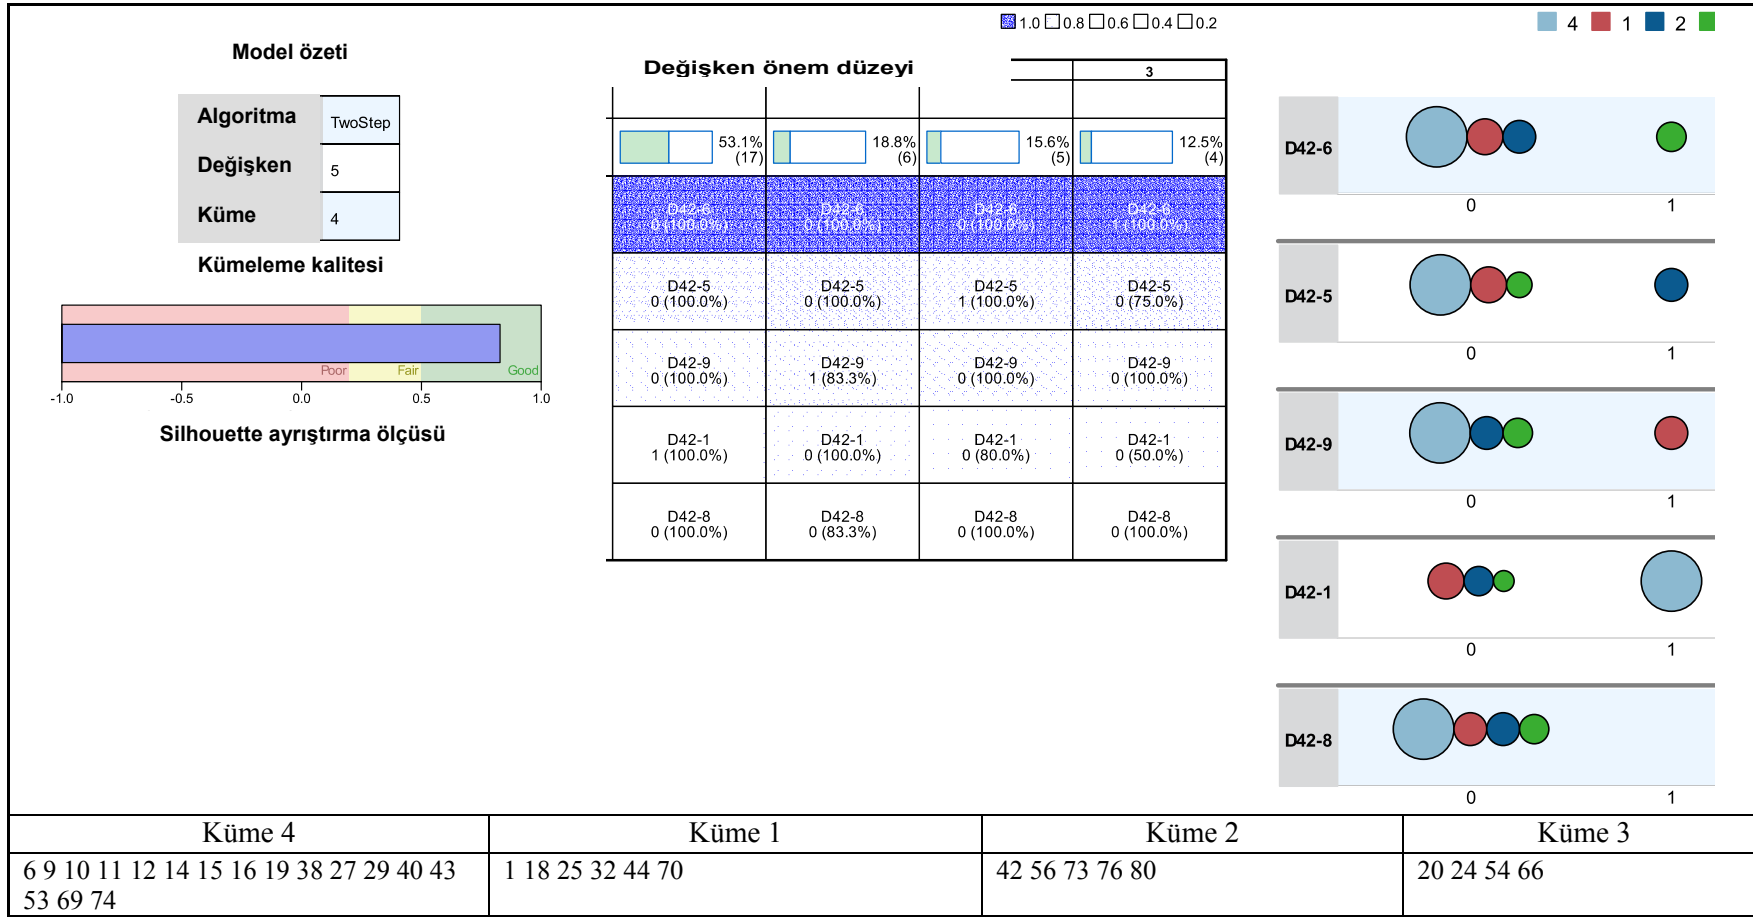 Model özeti
Algoritma TwoStep
Değişken 5
Küme 4
Kümeleme kalitesi
Poor Fair Good
-1.0 -0.5 0.0 0.5 1.0
Silhouette ayrıştırma ölçüsü
1.0 0.8 0.6 0.4 0.2
Değişken önem düzeyi
3
53.1% 18.8% 15.6% 12.5%
(17) (6) (5) (4)
D42-6 D42-6 D42-6 D42-6
0 (100.0%) 0 (100.0%) 0 (100.0%) 1 (100.0%)
D42-5 D42-5 D42-5 D42-5
0 (100.0%) 0 (100.0%) 1 (100.0%) 0 (75.0%)
D42-9 D42-9 D42-9 D42-9
0 (100.0%) 1 (83.3%) 0 (100.0%) 0 (100.0%)
D42-1 D42-1 D42-1 D42-1
1 (100.0%) 0 (100.0%) 0 (80.0%) 0 (50.0%)
D42-8 D42-8 D42-8 D42-8
0 (100.0%) 0 (83.3%) 0 (100.0%) 0 (100.0%)
4 1 2
D42-6
0 1
D42-5
0 1
D42-9
0 1
D42-1
0 1
D42-8
0 1
Küme 4 Küme 1 Küme 2 Küme 3
6 9 10 11 12 14 15 16 19 38 27 29 40 43 1 18 25 32 44 70 42 56 73 76 80 20 24 54 66
53 69 74